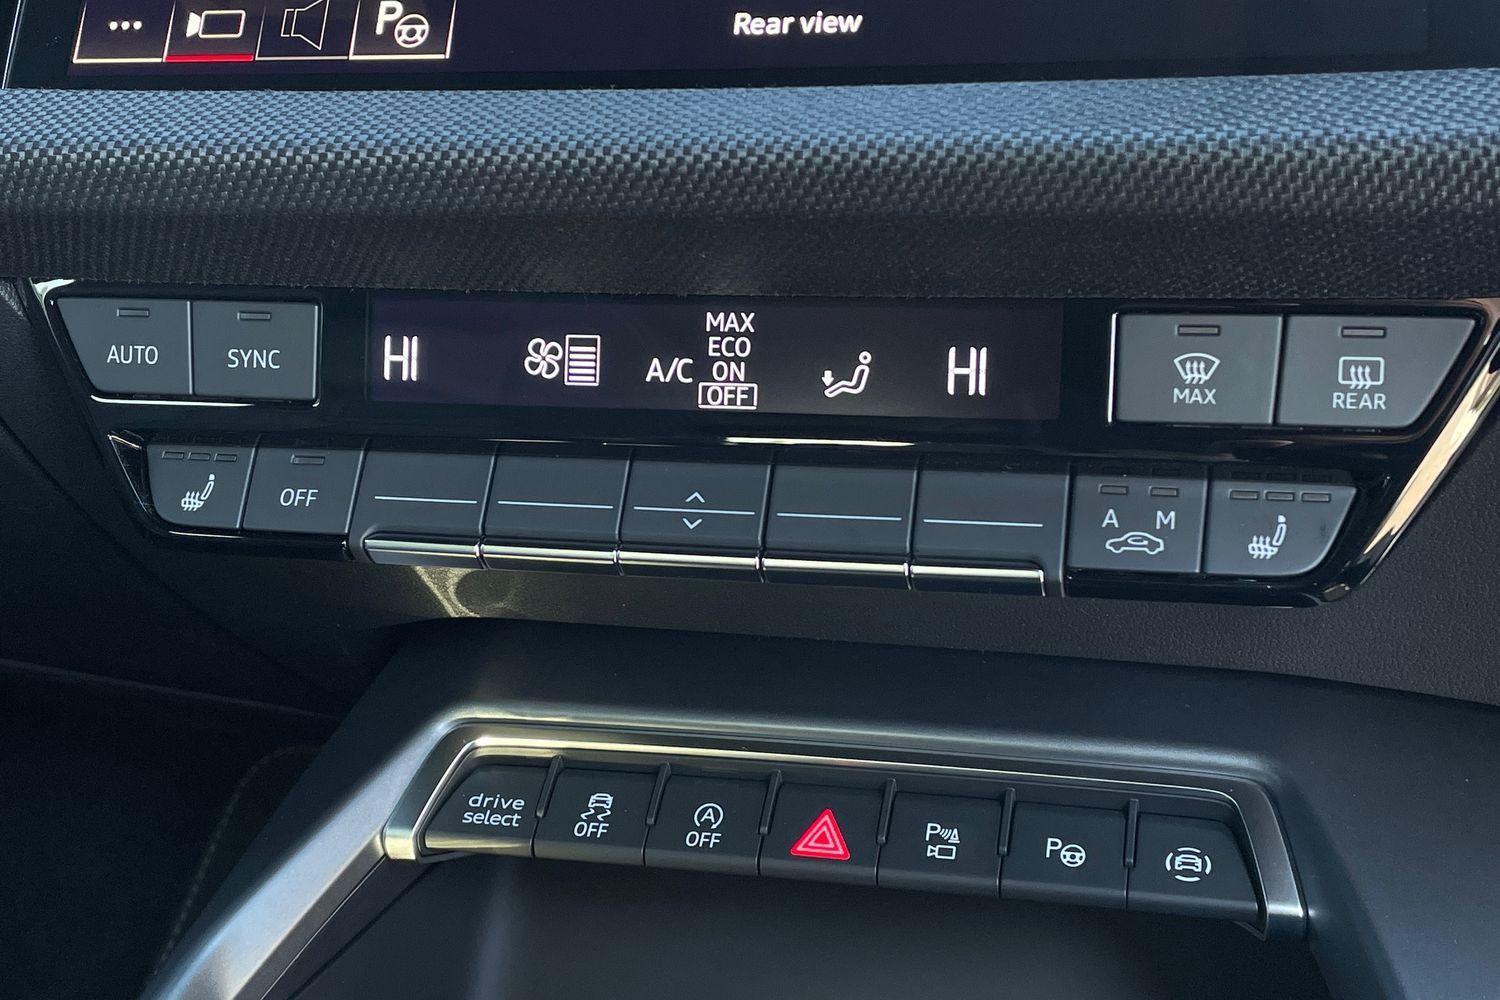 ...
P
Rear view
AUTO
SYNC
HI
A/C
MAX
ECO
ON
OFF
HI
MAX
REAR
OFF
A M
drive
select
OFF
A
OFF
P
P